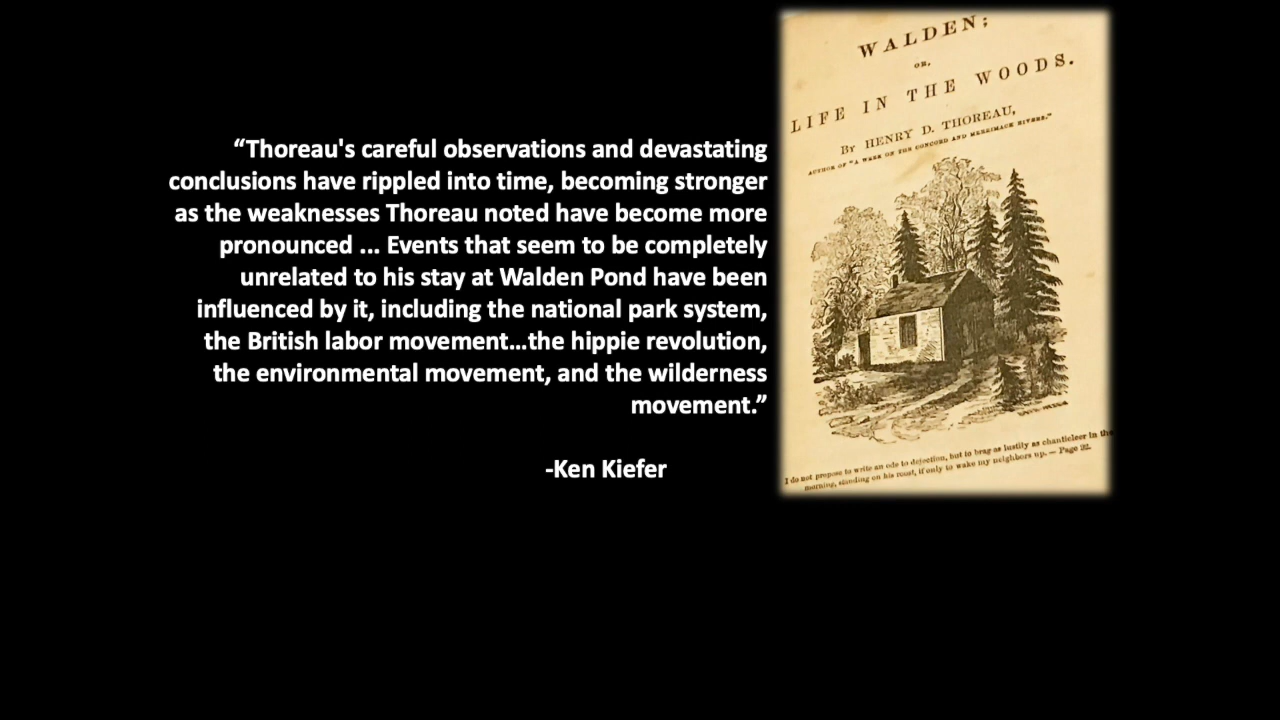 “Thoreau's careful observations and devastating
conclusions have rippled into time, becoming stronger
as the weaknesses Thoreau noted have become more
pronounced ... Events that seem to be completely
unrelated to his stay at Walden Pond have been
influenced by it, including the national park system,
the British labor movement…the hippie revolution,
the environmental movement, and the wilderness
movement.”
-Ken Kiefer
WALDEN;
OR,
LIFE IN THE WOODS.
BY HENRY D. THOREAU,
AUTHOR OF "A WEEK ON THE CONCORD AND MERRIMACK RIVERS."
I do not propose to write an ode to dejection, but to brag as lustily as chanticleer in the
morning, standing on his roost, if only to wake my neighbors up. — Page 92.